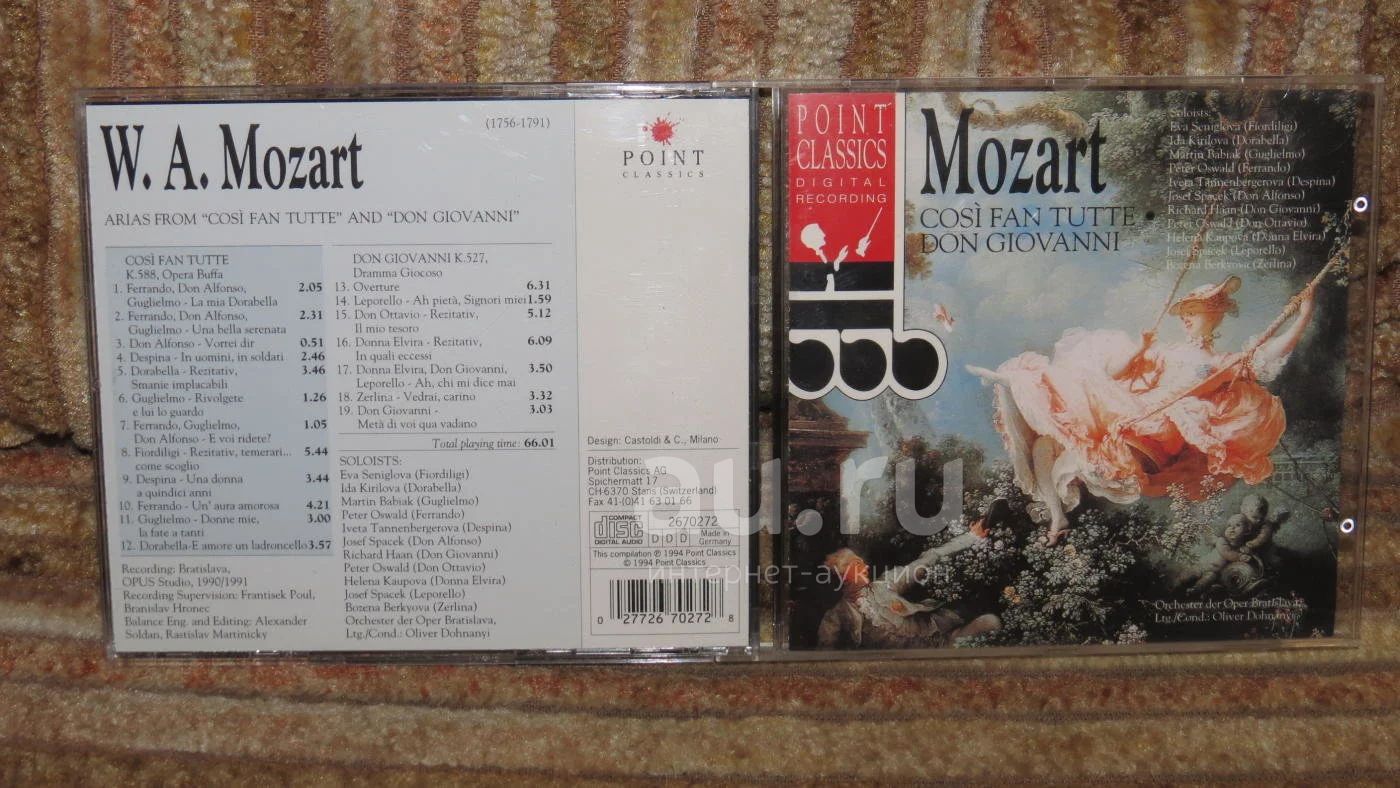 W. A. Mozart
(1756-1791)
ARIAS FROM “COSÌ FAN TUTTE” AND “DON GIOVANNI”
COSÌ FAN TUTTE
K.588, Opera Buffa
1. Ferrando, Don Alfonso, 2.05
Guglielmo - La mia Dorabella
2. Ferrando, Don Alfonso, 2.31
Guglielmo - Una bella serenata
3. Don Alfonso - Vorrei dir 0.51
4. Despina - In uomini, in soldati 2.46
5. Dorabella - Rezitativ, 3.46
Smanie implacabili
6. Guglielmo - Rivolgete 1.26
e lui lo guardo
7. Ferrando, Guglielmo, 1.05
Don Alfonso - E voi ridete?
8. Fiordiligi - Rezitativ, temerari... 5.44
come scoglio
9. Despina - Una donna 3.44
a quindici anni
10. Ferrando - Un' aura amorosa 4.21
11. Guglielmo - Donne mie, 3.00
la fate a tanti
12. Dorabella-E amore un ladroncello 3.57
Recording: Bratislava,
OPUS Studio, 1990/1991
Recording Supervision: Frantisek Poul,
Branislav Hronec
Balance Eng. and Editing: Alexander
Soldan, Rastislav Martinicky
DON GIOVANNI K.527,
Dramma Giocoso
13. Overture 6.31
14. Leporello - Ah pietà, Signori miei 1.59
15. Don Ottavio - Rezitativ, 5.12
Il mio tesoro
16. Donna Elvira - Rezitativ, 6.09
In quali eccessi
17. Donna Elvira, Don Giovanni, 3.50
Leporello - Ah, chi mi dice mai
18. Zerlina - Vedrai, carino 3.32
19. Don Giovanni - 3.03
Metà di voi qua vadano
Total playing time: 66.01
SOLOISTS:
Eva Seniglova (Fiordiligi)
Ida Kirilova (Dorabella)
Martin Babiak (Guglielmo)
Peter Oswald (Ferrando)
Iveta Tannenbergerova (Despina)
Josef Spacek (Don Alfonso)
Richard Haan (Don Giovanni)
Peter Oswald (Don Ottavio)
Helena Kaupova (Donna Elvira)
Josef Spacek (Leporello)
Bozena Berkyova (Zerlina)
Orchester der Oper Bratislava,
Ltg./Cond.: Oliver Dohnanyi
POINT
CLASSICS
Design: Castoldi & C., Milano
Distribution:
Point Classics AG
Spichermatt 17
CH-6370 Stans (Switzerland)
Fax 41-(0)41 63 01 66
COMPACT
disc
DIGITAL AUDIO
DDD
2670272
Made in
Germany
This compilation ℗ 1994 Point Classics
© 1994 Point Classics
0 27726 70272 8
POINT
CLASSICS
DIGITAL
RECORDING
Mozart
COSÌ FAN TUTTE •
DON GIOVANNI
Soloists:
Eva Seniglova (Fiordiligi)
Ida Kirilova (Dorabella)
Martin Babiak (Guglielmo)
Peter Oswald (Ferrando)
Iveta Tannenbergerova (Despina)
Josef Spacek (Don Alfonso)
Richard Haan (Don Giovanni)
Peter Oswald (Don Ottavio)
Helena Kaupova (Donna Elvira)
Josef Spacek (Leporello)
Bozena Berkyova (Zerlina)
Orchester der Oper Bratislava,
Ltg./Cond.: Oliver Dohnanyi
au.ru
интернет-аукцион